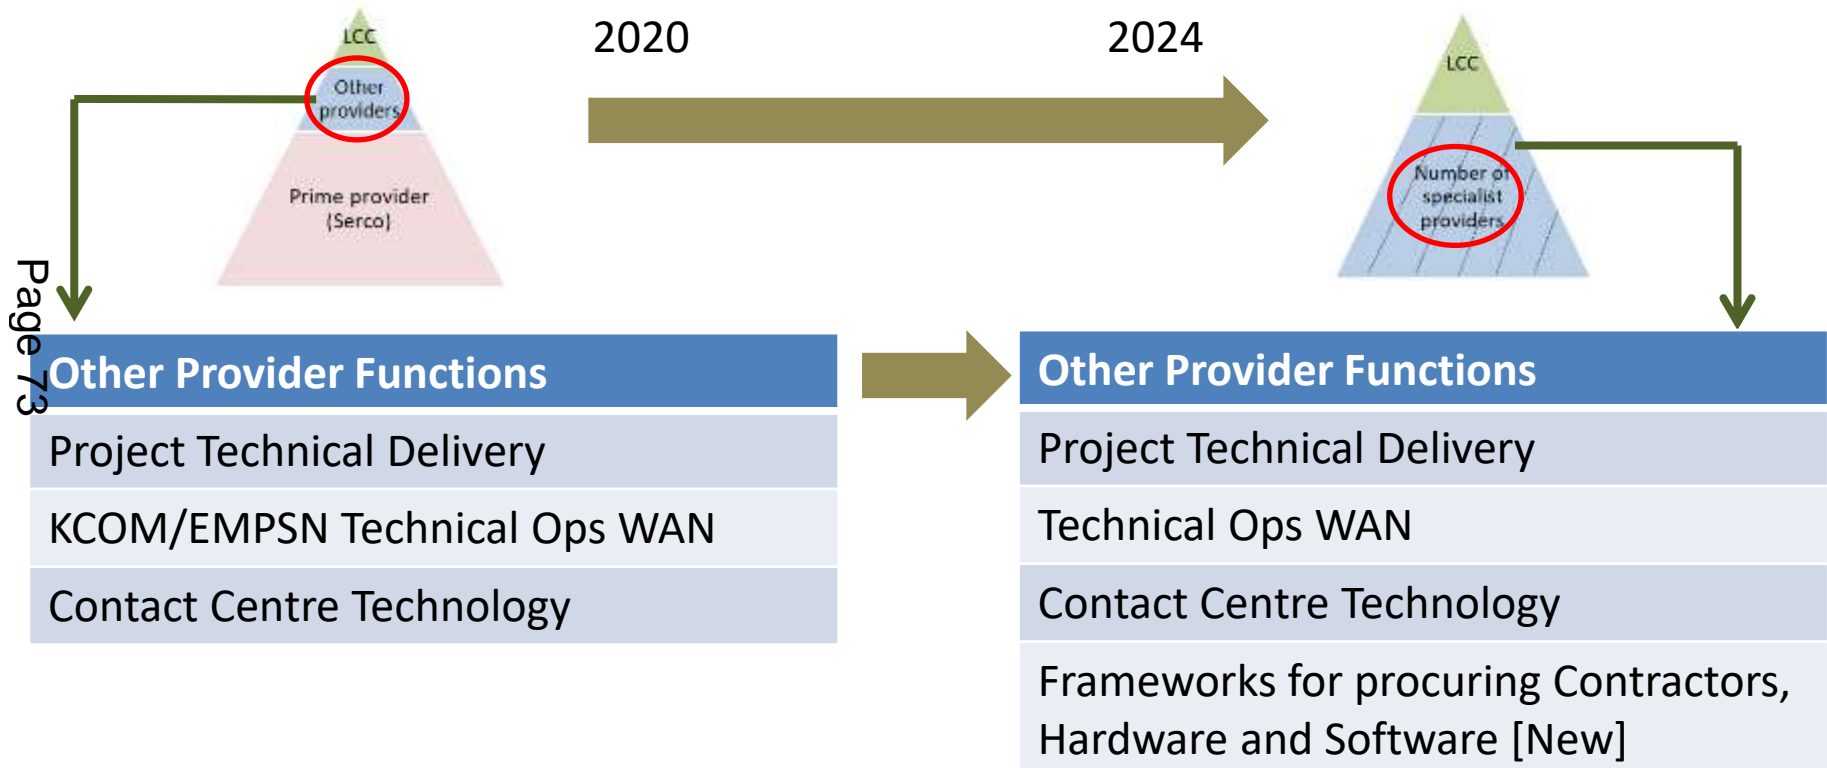 2020
2024
LCC
Other
providers
Prime provider
(Serco)
LCC
Number of
specialist
providers
Page 73
Other Provider Functions
Project Technical Delivery
KCOM/EMPSN Technical Ops WAN
Contact Centre Technology
Other Provider Functions
Project Technical Delivery
Technical Ops WAN
Contact Centre Technology
Frameworks for procuring Contractors,
Hardware and Software [New]